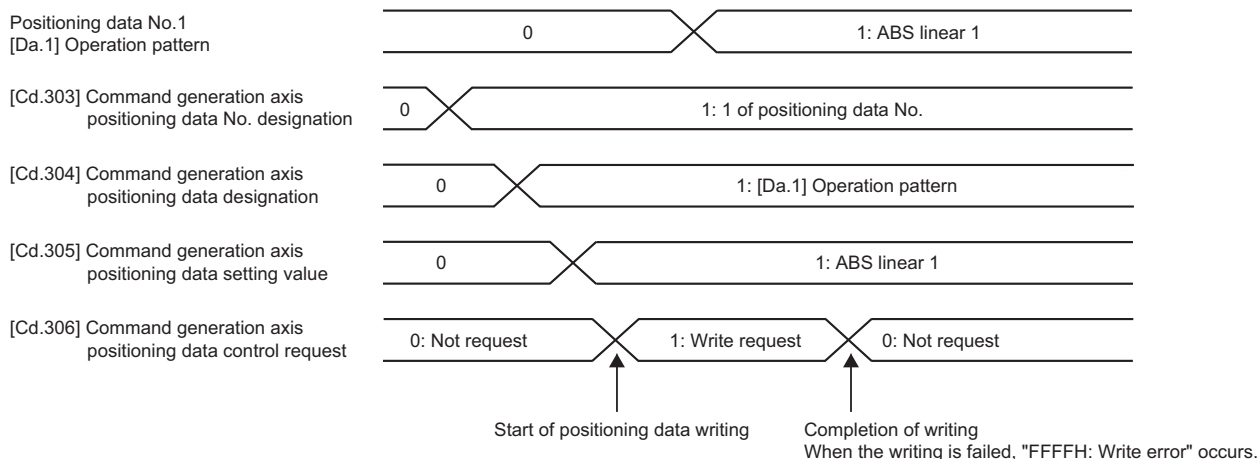 Positioning data No.1
[Da.1] Operation pattern
0
1: ABS linear 1
[Cd.303] Command generation axis
positioning data No. designation
0
1: 1 of positioning data No.
[Cd.304] Command generation axis
positioning data designation
0
1: [Da.1] Operation pattern
[Cd.305] Command generation axis
positioning data setting value
0
1: ABS linear 1
[Cd.306] Command generation axis
positioning data control request
0: Not request
1: Write request
0: Not request
Start of positioning data writing
Completion of writing
When the writing is failed, "FFFFH: Write error" occurs.